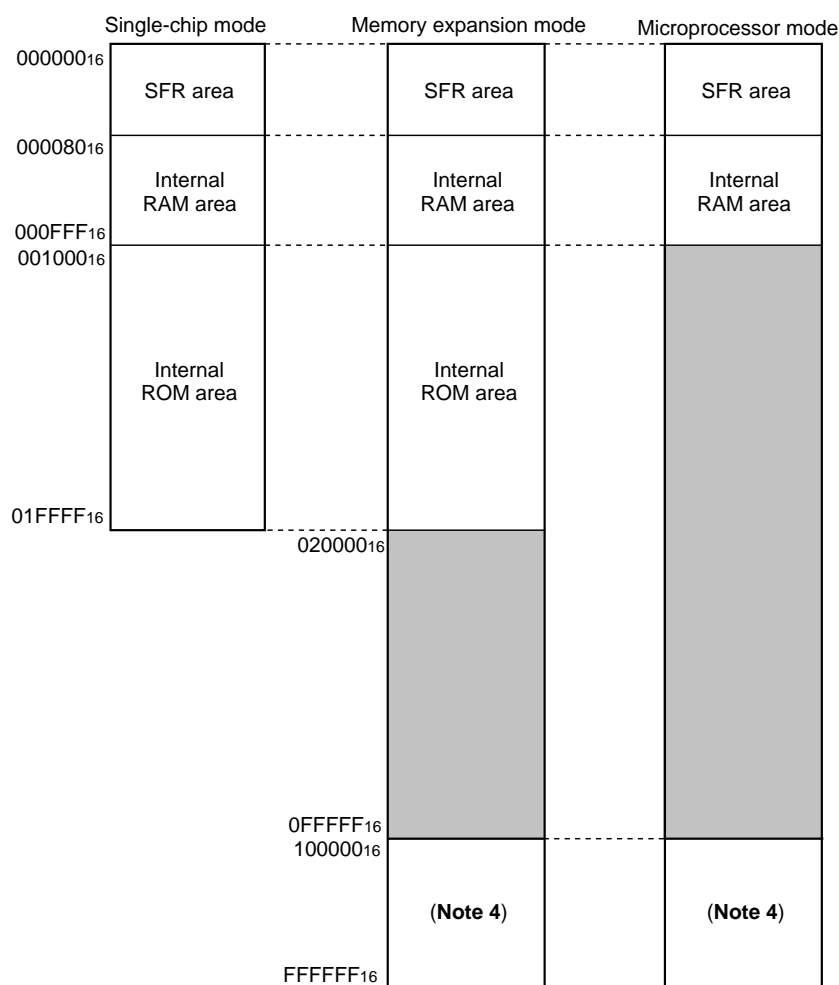 Single-chip mode
Memory expansion mode
Microprocessor mode
000000₁₆
SFR area
SFR area
SFR area
000080₁₆
Internal
RAM area
Internal
RAM area
Internal
RAM area
000FFF₁₆
001000₁₆
Internal
ROM area
Internal
ROM area
01FFFF₁₆
020000₁₆
0FFFFF₁₆
100000₁₆
(Note 4)
(Note 4)
FFFFFF₁₆